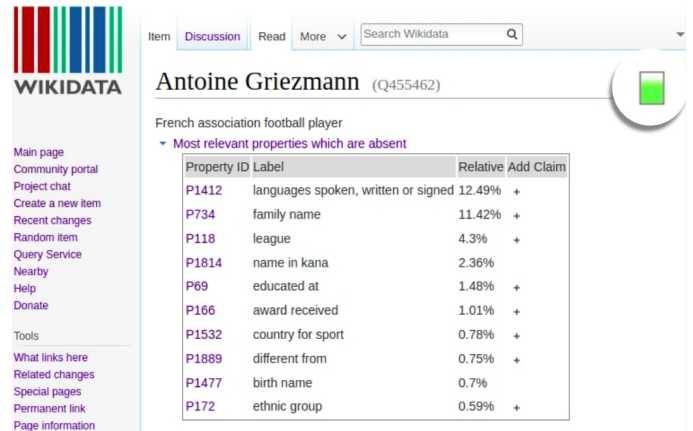 WIKIDATA
Item Discussion Read More Search Wikidata
Antoine Griezmann (Q455462)
French association football player
Most relevant properties which are absent
Property ID Label Relative Add Claim
P1412 languages spoken, written or signed 12.49% +
P734 family name 11.42% +
P118 league 4.3% +
P1814 name in kana 2.36%
P69 educated at 1.48% +
P166 award received 1.01% +
P1532 country for sport 0.78% +
P1889 different from 0.75% +
P1477 birth name 0.7%
P172 ethnic group 0.59% +
Main page
Community portal
Project chat
Create a new item
Recent changes
Random item
Query Service
Nearby
Help
Donate
Tools
What links here
Related changes
Special pages
Permanent link
Page information